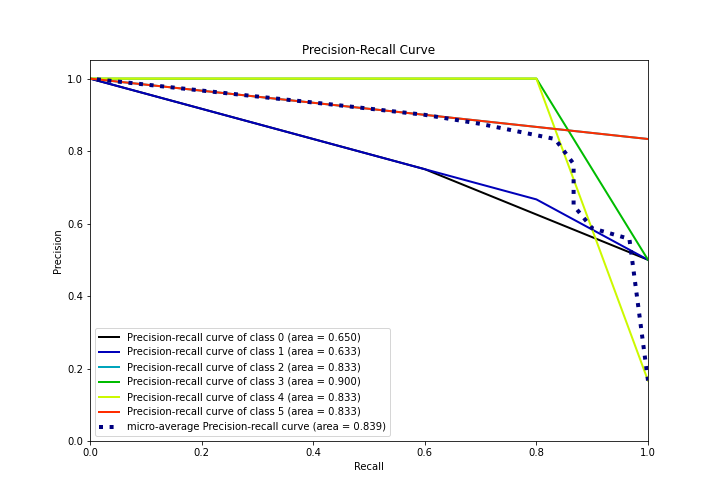 Precision-Recall Curve
1.0
0.8
0.6
0.4
0.2
0.0
Precision
Precision-recall curve of class 0 (area = 0.650)
Precision-recall curve of class 1 (area = 0.633)
Precision-recall curve of class 2 (area = 0.833)
Precision-recall curve of class 3 (area = 0.900)
Precision-recall curve of class 4 (area = 0.833)
Precision-recall curve of class 5 (area = 0.833)
micro-average Precision-recall curve (area = 0.839)
0.0 0.2 0.4 0.6 0.8 1.0
Recall